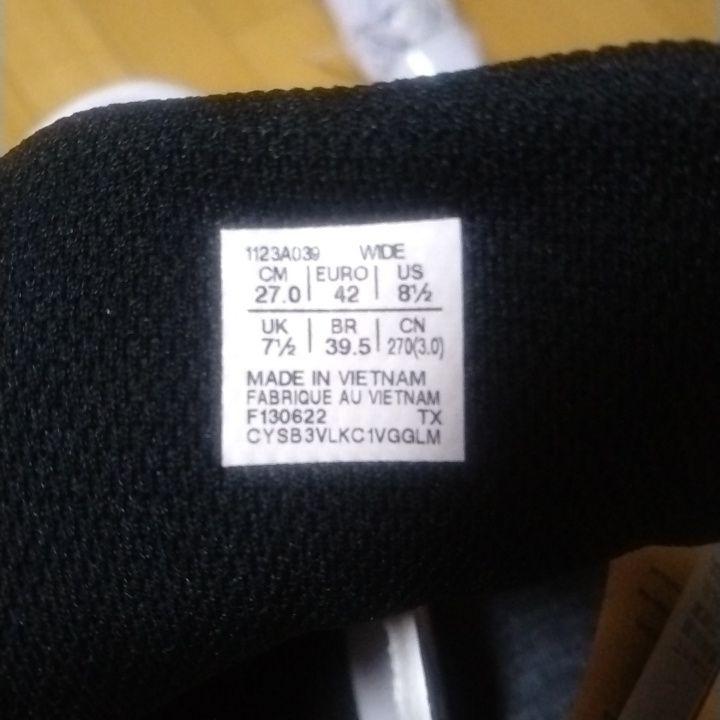 1123A039 WIDE
CM | EURO | US
27.0 | 42 | 8½
UK | BR | CN
7½ | 39.5 | 270(3.0)
MADE IN VIETNAM
FABRIQUE AU VIETNAM
F130622 TX
CYSB3VLKC1VGGLM